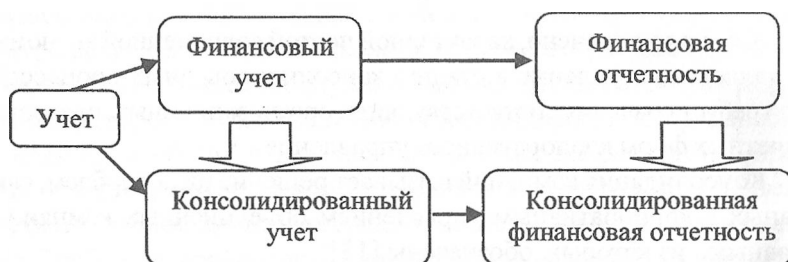 Финансовый
учет
Финансовая
отчетность
Учет
Консолидированный
учет
Консолидированная
финансовая отчетность